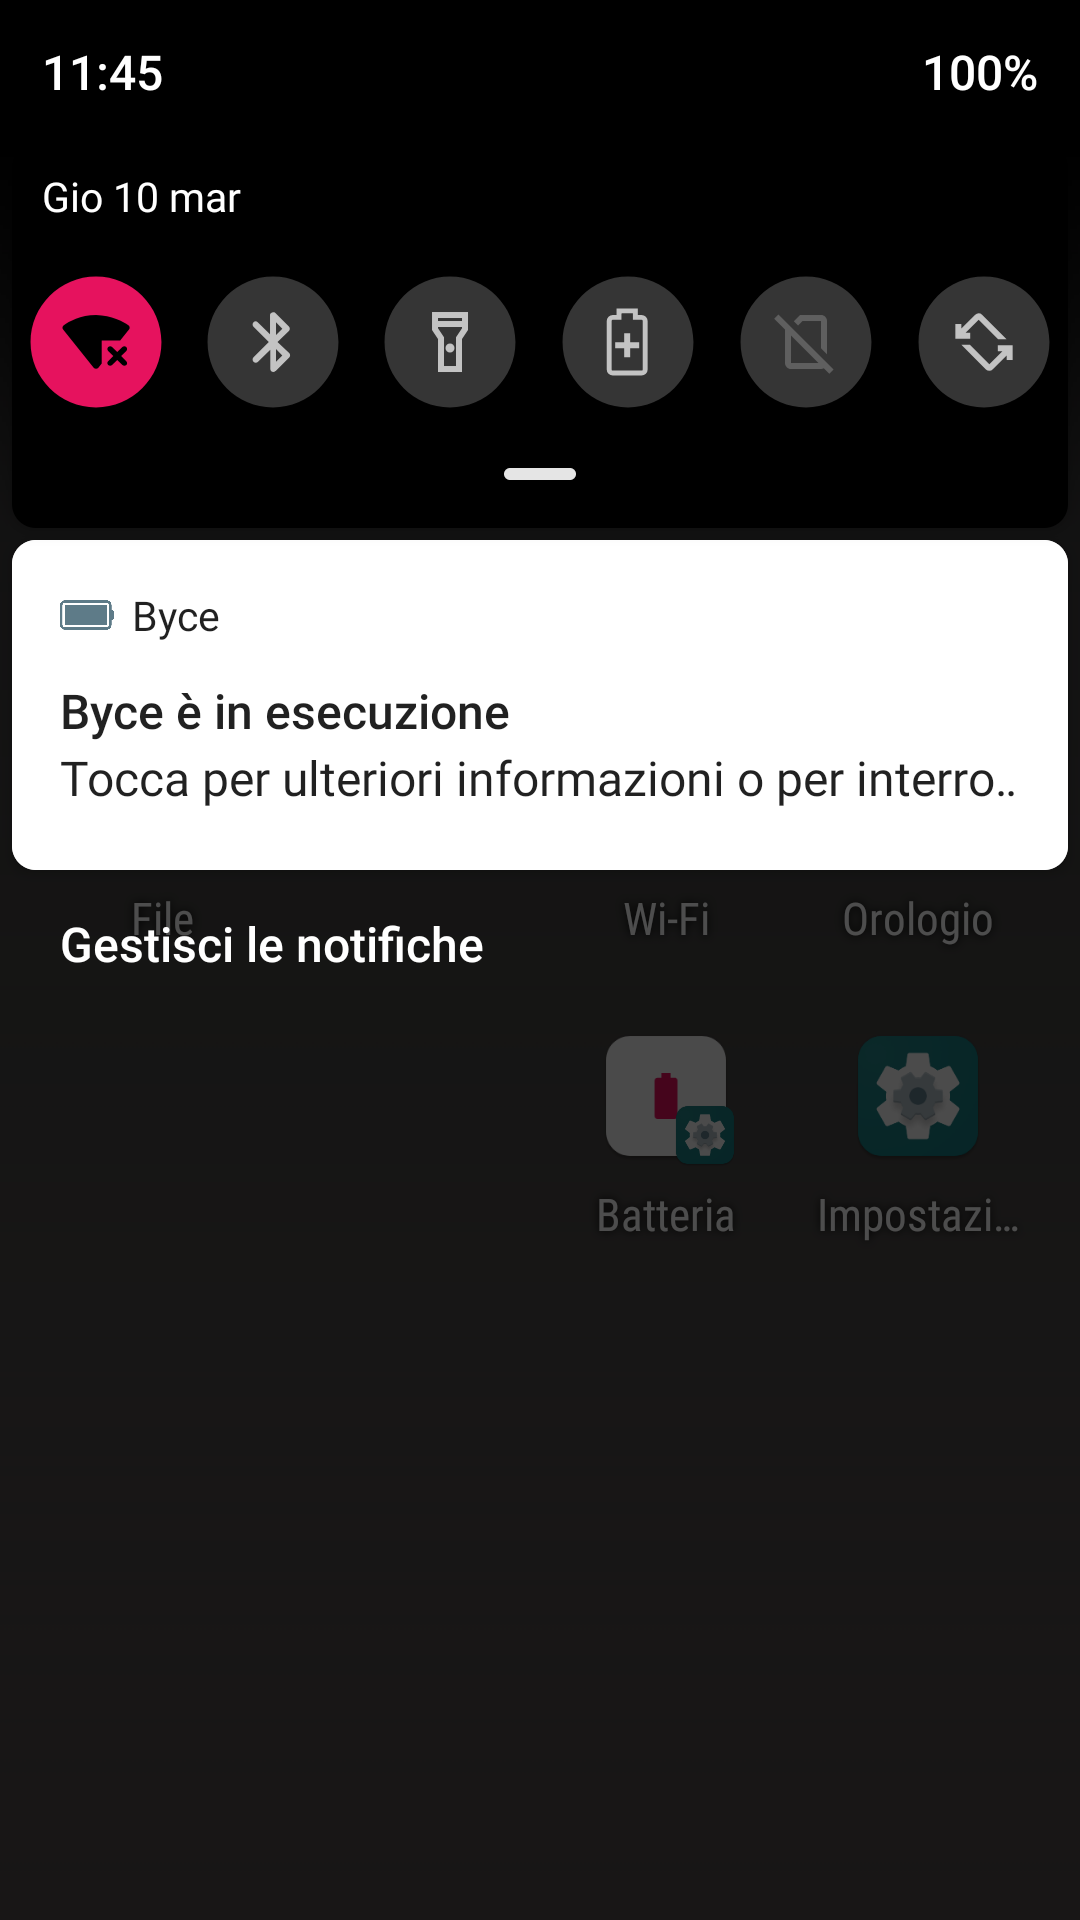 11:45 100%
Gio 10 mar
Byce
Byce è in esecuzione
Tocca per ulteriori informazioni o per interro..
File Wi-Fi Orologio
Gestisci le notifiche
Batteria Impostazi...